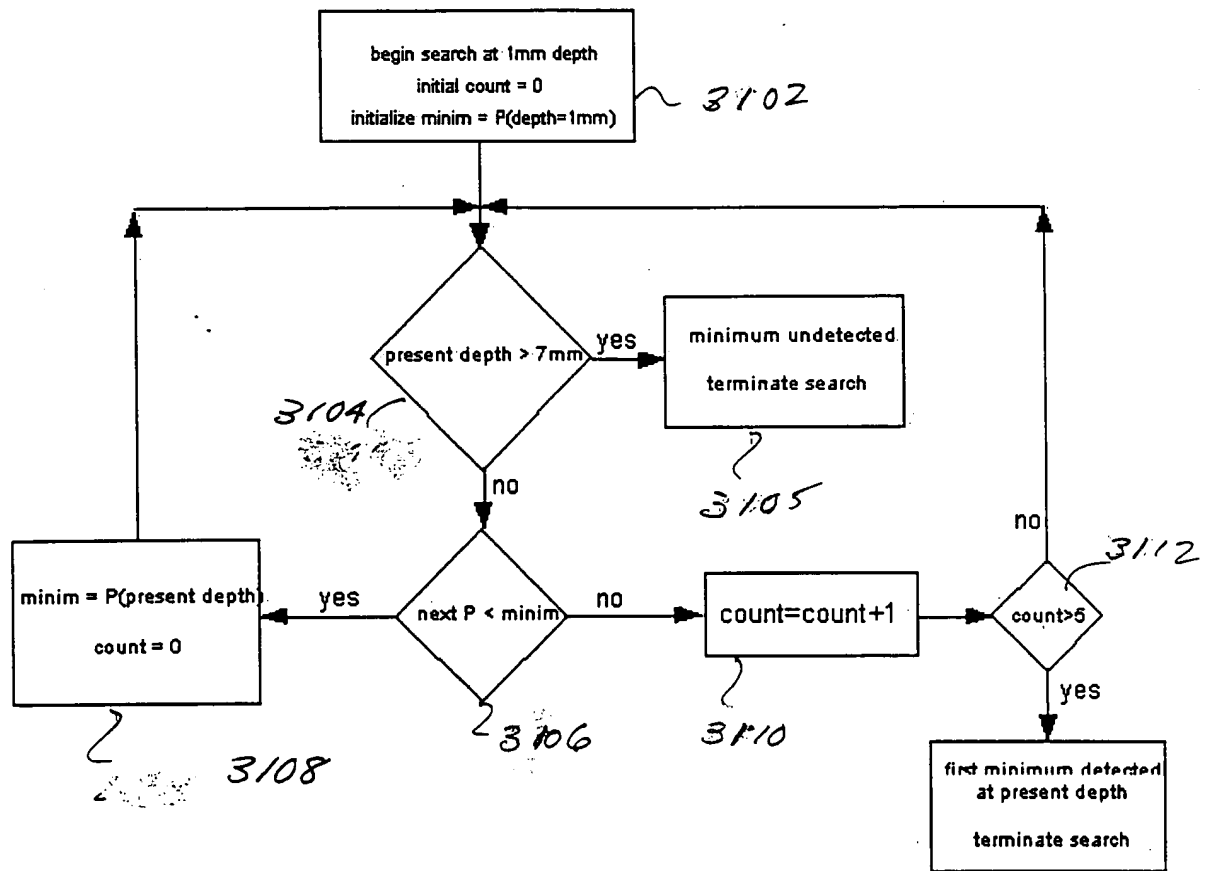 begin search at 1mm depth
initial count = 0
initialize minim = P(depth=1mm)
3102
present depth > 7mm
yes
minimum undetected
terminate search
3104
3105
no
no
3112
minim = P(present depth)
count = 0
yes
next P < minim
no
count=count+1
count>5
yes
3106
3110
3108
first minimum detected
at present depth
terminate search